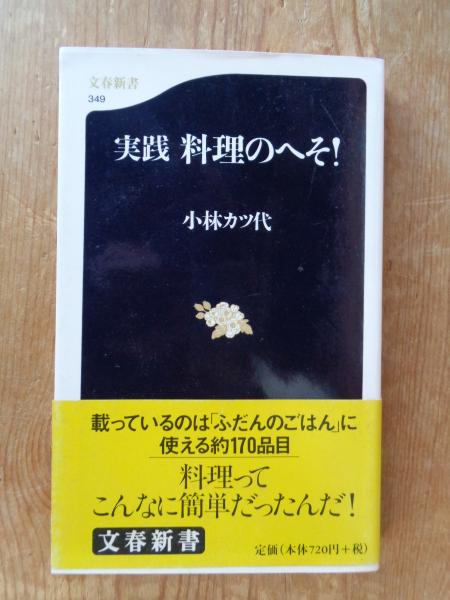 文春新書
349
実践 料理のへそ!
小林カツ代
載っているのは「ふだんのごはん」に
使える約170品目
料理って
こんなに簡単だったんだ!
文春新書
定価(本体720円+税)